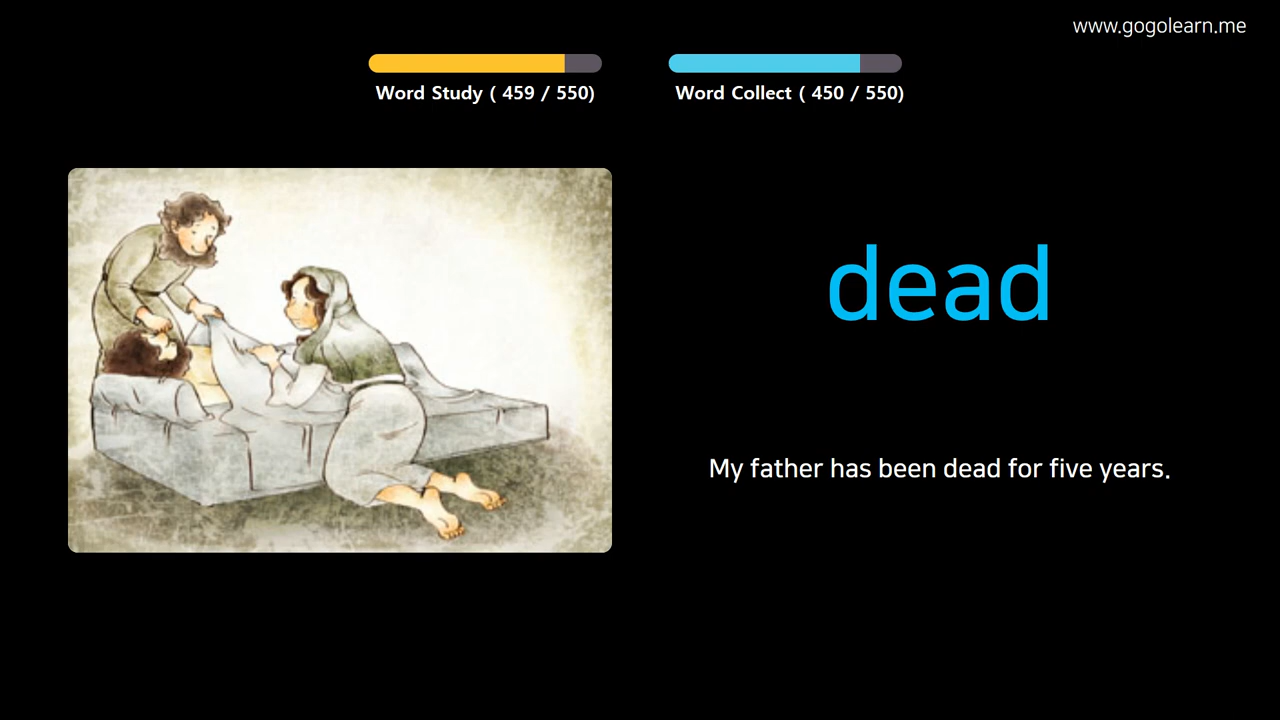 www.gogolearn.me
Word Study ( 459 / 550)
Word Collect ( 450 / 550)
dead
My father has been dead for five years.